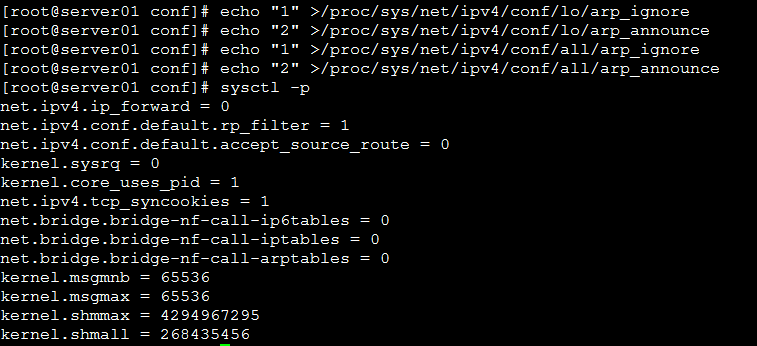 [root@server01 conf]# echo "1" >/proc/sys/net/ipv4/conf/lo/arp_ignore
[root@server01 conf]# echo "2" >/proc/sys/net/ipv4/conf/lo/arp_announce
[root@server01 conf]# echo "1" >/proc/sys/net/ipv4/conf/all/arp_ignore
[root@server01 conf]# echo "2" >/proc/sys/net/ipv4/conf/all/arp_announce
[root@server01 conf]# sysctl -p
net.ipv4.ip_forward = 0
net.ipv4.conf.default.rp_filter = 1
net.ipv4.conf.default.accept_source_route = 0
kernel.sysrq = 0
kernel.core_uses_pid = 1
net.ipv4.tcp_syncookies = 1
net.bridge.bridge-nf-call-ip6tables = 0
net.bridge.bridge-nf-call-iptables = 0
net.bridge.bridge-nf-call-arptables = 0
kernel.msgmnb = 65536
kernel.msgmax = 65536
kernel.shmmax = 4294967295
kernel.shmall = 268435456